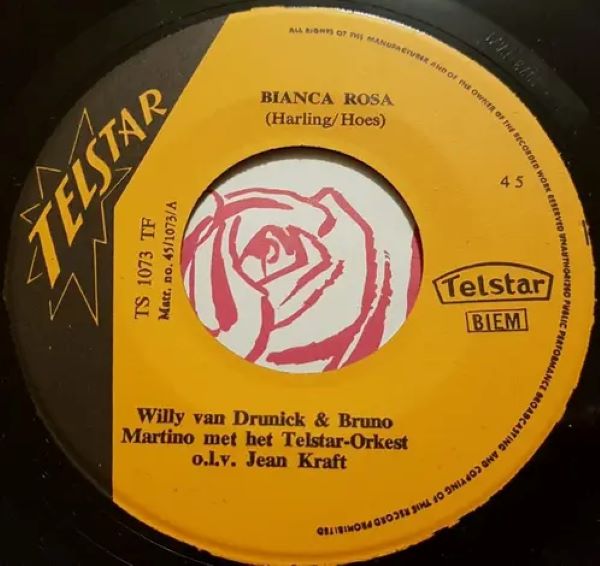 ALL RIGHTS OF THE MANUFACTURER AND OF THE OWNER OF THE RECORDED WORK RESERVED UNAUTHORIZED PUBLIC PERFORMANCE BROADCASTING AND COPYING OF THIS RECORD PROHIBITED
TELSTAR
BIANCA ROSA
(Harling/Hoes)
45
TS 1073 TF
Matr. no. 45/1073/A
Telstar
BIEM
Willy van Drunick & Bruno
Martino met het Telstar-Orkest
o.l.v. Jean Kraft